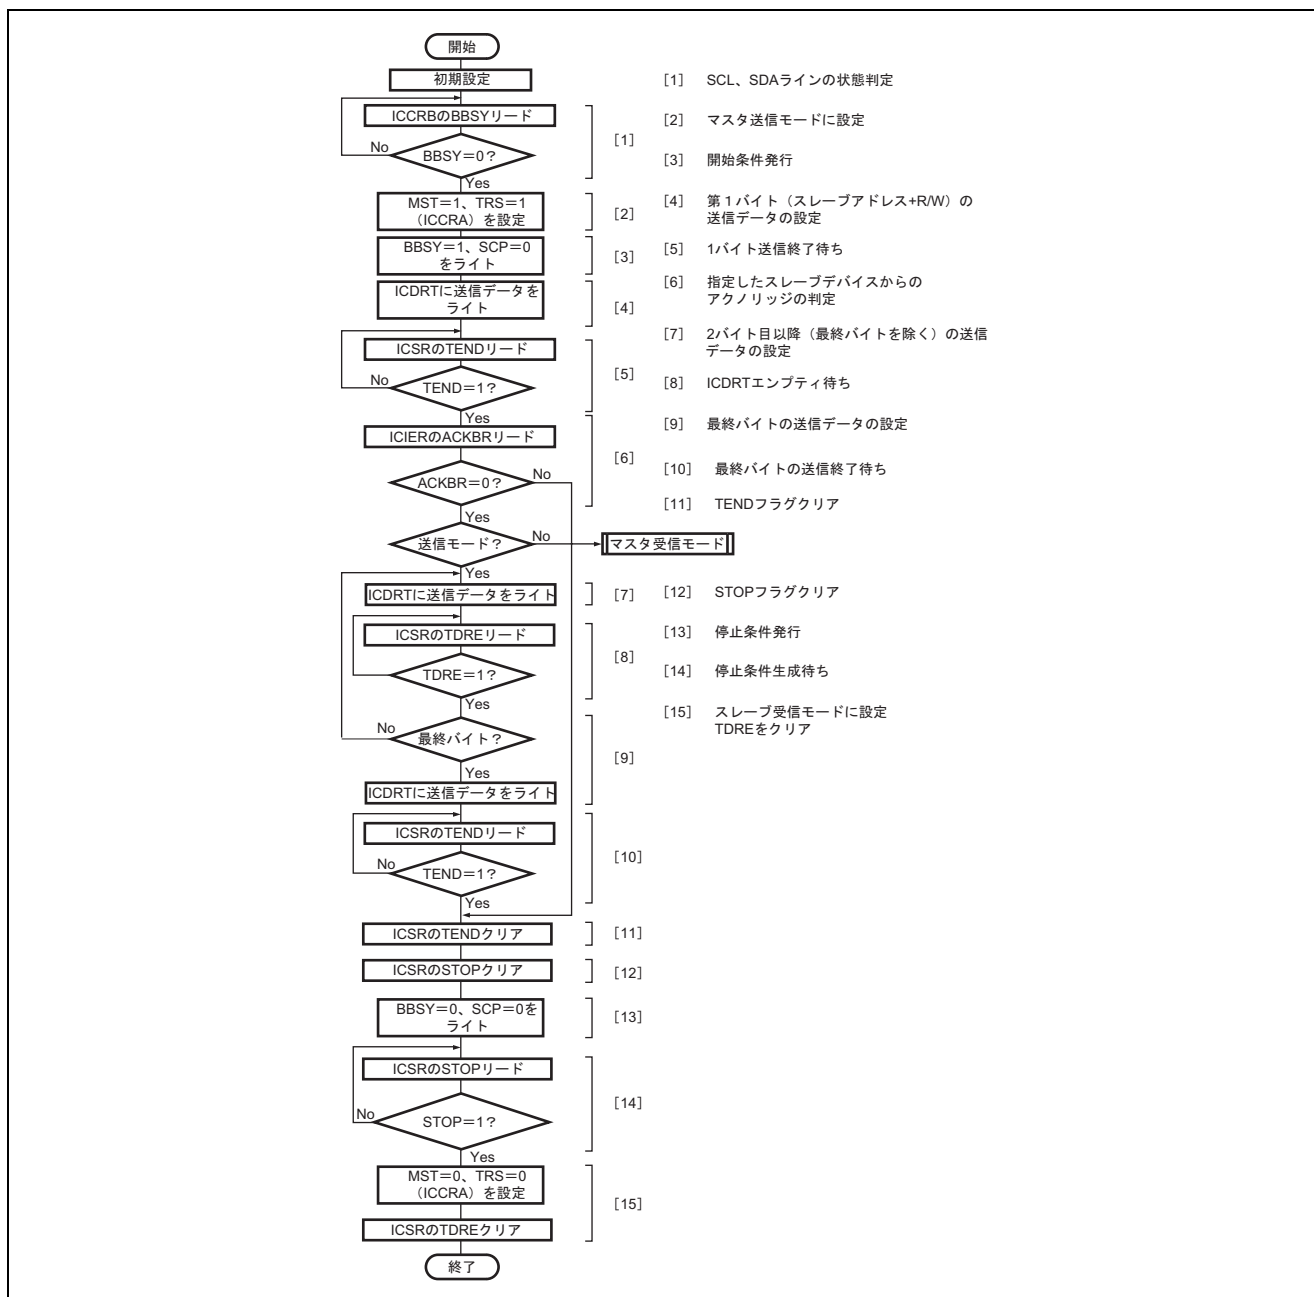 開始
初期設定
ICCRBのBBSYリード
BBSY＝0？
No
Yes
[1]
MST＝1、TRS＝1
（ICCRA）を設定
[2]
BBSY＝1、SCP＝0
をライト
[3]
ICDRTに送信データを
ライト
[4]
ICSRのTENDリード
TEND＝1？
No
Yes
[5]
ICIERのACKBRリード
ACKBR＝0？
No
Yes
[6]
送信モード？
No
Yes
マスタ受信モード
ICDRTに送信データをライト
[7]
ICSRのTDREリード
TDRE＝1？
Yes
[8]
最終バイト？
No
Yes
ICDRTに送信データをライト
[9]
ICSRのTENDリード
TEND＝1？
No
Yes
[10]
ICSRのTENDクリア
[11]
ICSRのSTOPクリア
[12]
BBSY＝0、SCP＝0を
ライト
[13]
ICSRのSTOPリード
STOP＝1？
No
Yes
[14]
MST＝0、TRS＝0
（ICCRA）を設定
ICSRのTDREクリア
[15]
終了
[1] SCL、SDAラインの状態判定
[2] マスタ送信モードに設定
[3] 開始条件発行
[4] 第１バイト（スレーブアドレス+R/W）の
送信データの設定
[5] 1バイト送信終了待ち
[6] 指定したスレーブデバイスからの
アクノリッジの判定
[7] 2バイト目以降（最終バイトを除く）の送信
データの設定
[8] ICDRTエンプティ待ち
[9] 最終バイトの送信データの設定
[10] 最終バイトの送信終了待ち
[11] TENDフラグクリア
[12] STOPフラグクリア
[13] 停止条件発行
[14] 停止条件生成待ち
[15] スレーブ受信モードに設定
TDREをクリア